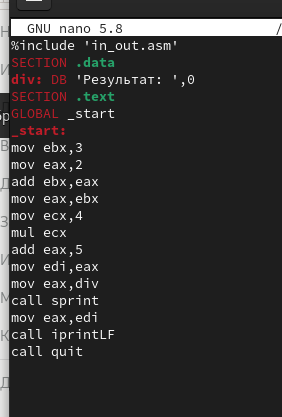 GNU nano 5.8 /
%include 'in_out.asm'
SECTION .data
div: DB 'Результат: ',0
SECTION .text
GLOBAL _start
_start:
mov ebx,3
mov eax,2
add ebx,eax
mov eax,ebx
mov ecx,4
mul ecx
add eax,5
mov edi,eax
mov eax,div
call sprint
mov eax,edi
call iprintLF
call quit